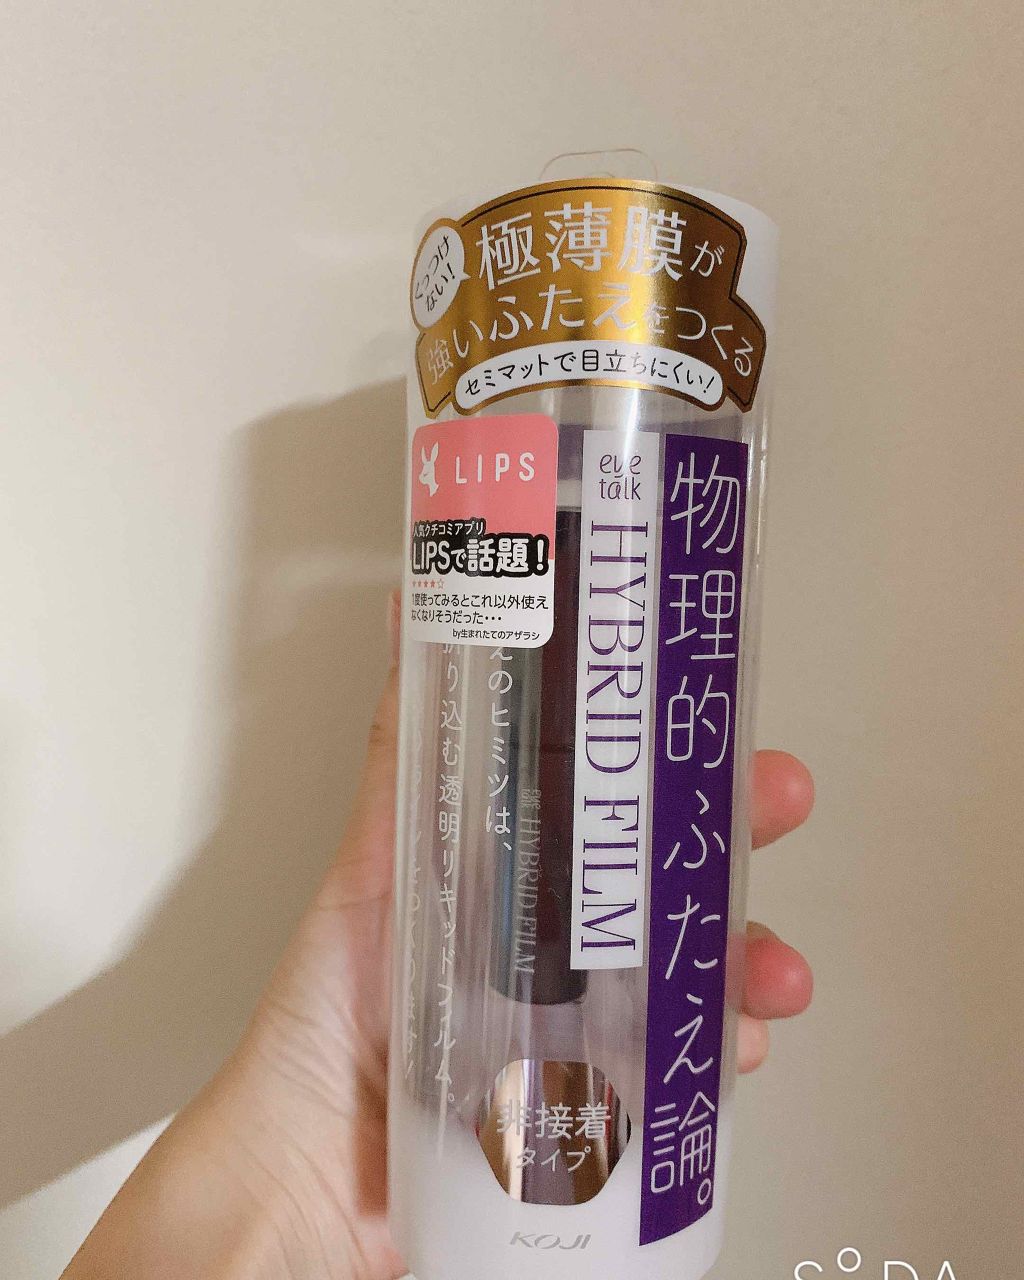 くっつけ
ない!
極薄膜が
強いふたえをつくる
セミマットで目立ちにくい!
LIPS
人気クチコミアプリ
LIPSで話題!
★★★★☆
1度使ってみるとこれ以外使え
なくなりそうだった・・・
by生まれたてのアザラシ
eye
talk
HYBRID FILM
物理的ふたえ論。
えのヒミツは、
折り込む透明リキッドフィルム。
HYBRID FILM
非接着
タイプ
KOJI
SODA